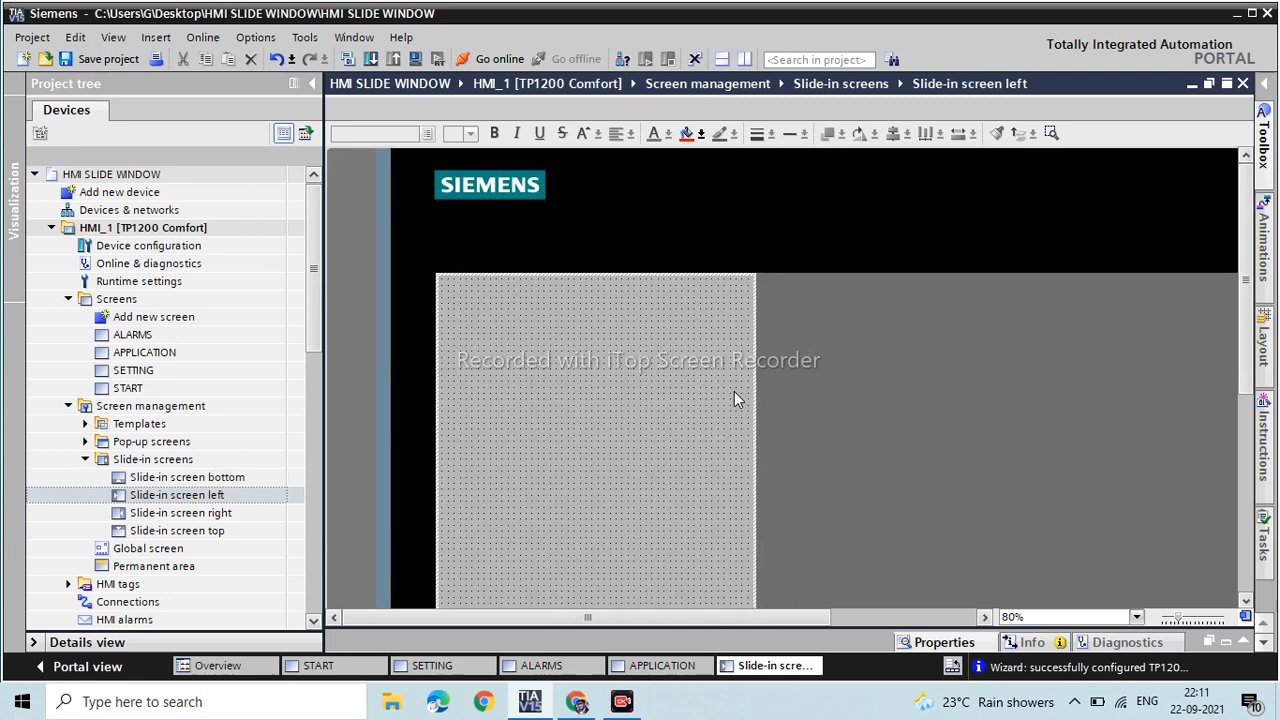 Siemens - C:\Users\G\Desktop\HMI SLIDE WINDOW\HMI SLIDE WINDOW
TIA
V15
Project Edit View Insert Online Options Tools Window Help
Totally Integrated Automation
PORTAL
Save project
Go online
Go offline
<Search in project>
Project tree
HMI SLIDE WINDOW HMI_1 [TP1200 Comfort] Screen management Slide-in screens Slide-in screen left
Devices
B I U S A A
Visualization
HMI SLIDE WINDOW
Add new device
Devices & networks
HMI_1 [TP1200 Comfort]
Device configuration
Online & diagnostics
Runtime settings
Screens
Add new screen
ALARMS
APPLICATION
SETTING
START
Screen management
Templates
Pop-up screens
Slide-in screens
Slide-in screen bottom
Slide-in screen left
Slide-in screen right
Slide-in screen top
Global screen
Permanent area
HMI tags
Connections
HMI alarms
Details view
SIEMENS
Recorded with iTop Screen Recorder
Toolbox
Animations
Layout
Instructions
Tasks
80%
Properties Info Diagnostics
Portal view Overview START SETTING ALARMS APPLICATION Slide-in scree...
Wizard: successfully configured TP120...
Type here to search
TIA
V15
23°C Rain showers
ENG
22:11
22-09-2021
10